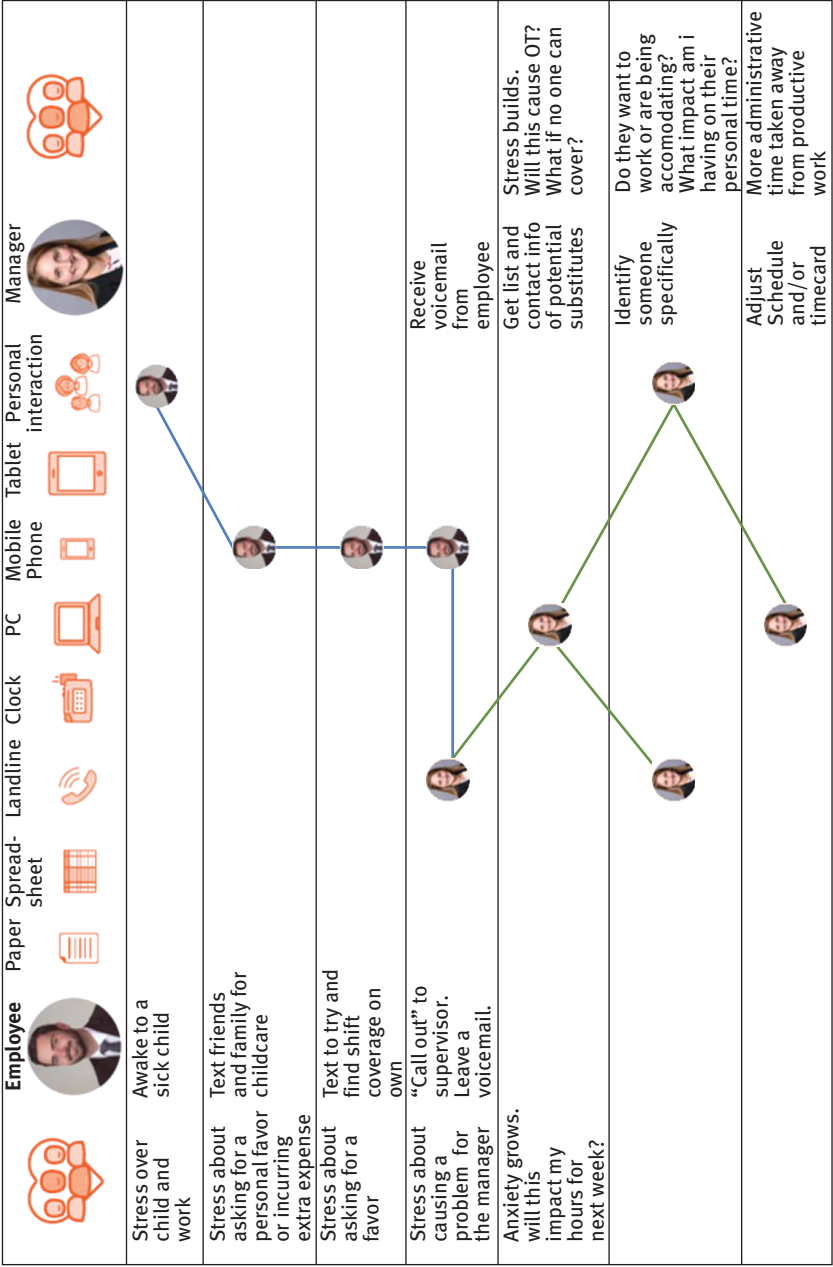 Employee
Paper
Spread-
sheet
Landline
Clock
PC
Mobile
Phone
Tablet
Personal
interaction
Manager
Stress over
child and
work
Awake to a
sick child
Stress about
asking for a
personal favor
or incurring
extra expense
Text friends
and family for
childcare
Stress about
asking for a
favor
Text to try and
find shift
coverage on
own
Stress about
causing a
problem for
the manager
“Call out” to
supervisor.
Leave a
voicemail.
Receive
voicemail
from
employee
Anxiety grows.
will this
impact my
hours for
next week?
Get list and
contact info
of potential
substitutes
Stress builds.
Will this cause OT?
What if no one can
cover?
Identify
someone
specifically
Do they want to
work or are being
accomodating?
What impact am i
having on their
personal time?
Adjust
Schedule
and/or
timecard
More administrative
time taken away
from productive
work